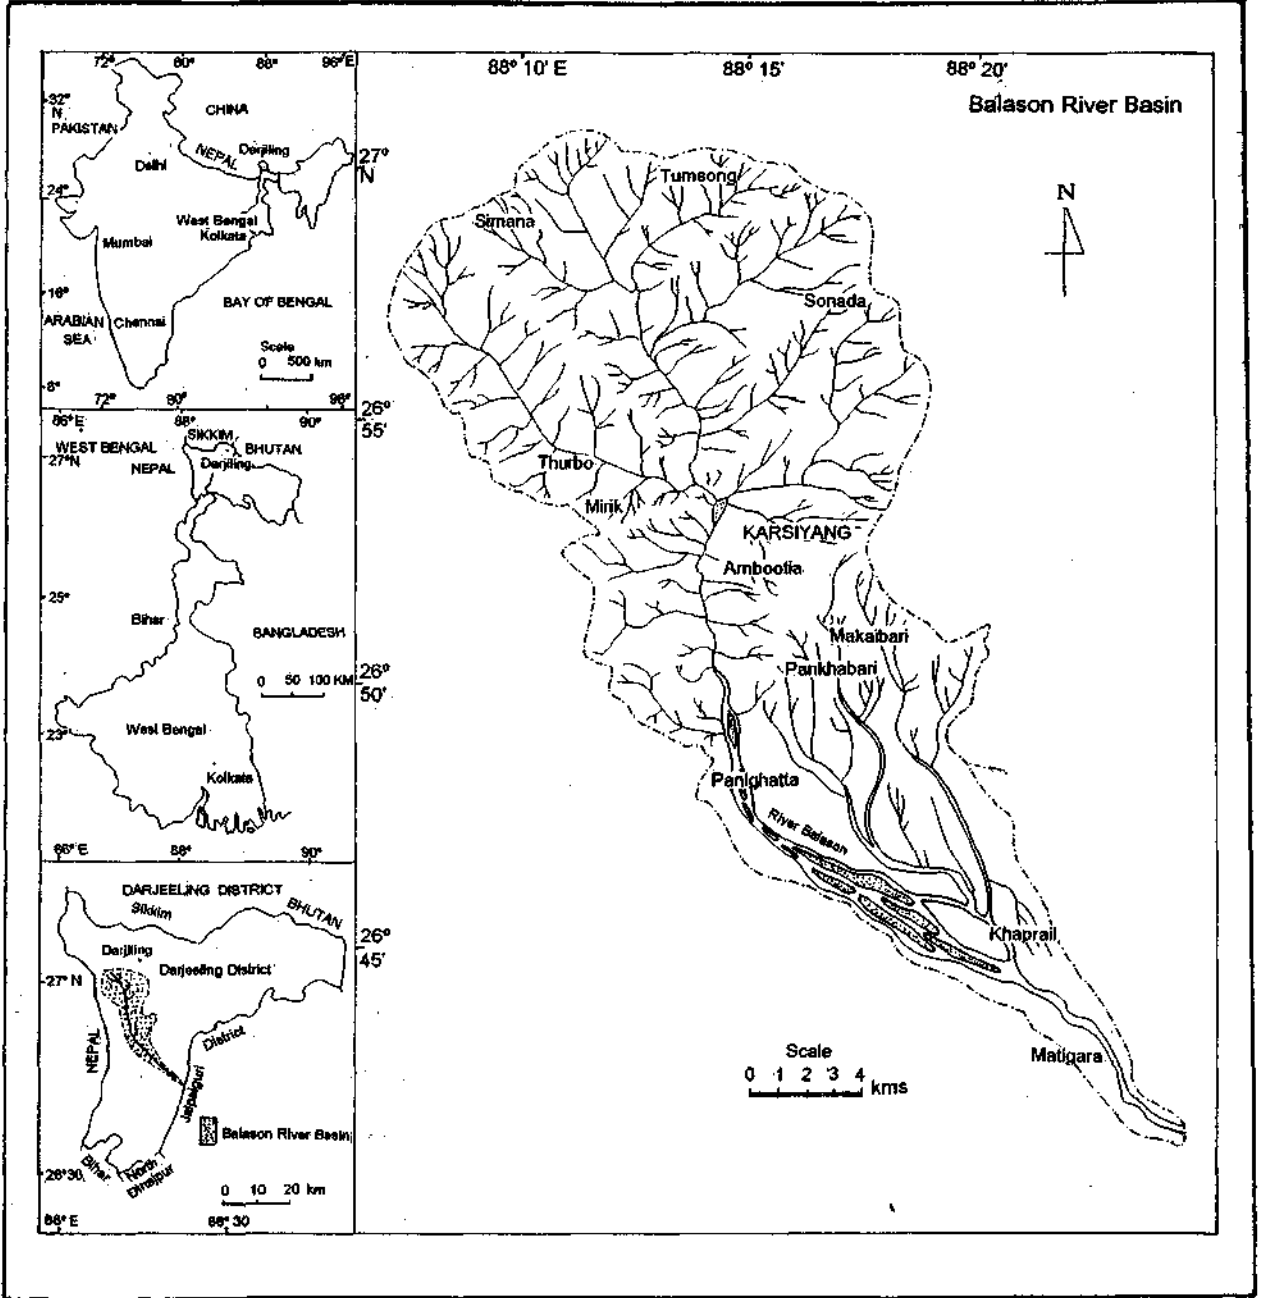 72° 80° 88° 96°E
32°
N
PAKISTAN
CHINA
NEPAL
Darjling
Delhi
24°
West Bengal
Kolkata
Mumbai
16°
BAY OF BENGAL
ARABIAN
SEA
Chennai
Scale
0 500 km
8°
72° 80° 96°
86°E 88° 90°
SIKKIM
WEST BENGAL
BHUTAN
27°N
NEPAL
Darjiling
25°
Bihar
BANGLADESH
0 50 100 KM
West Bengal
23°
Kolkata
86°E 88° 90°
DARJEELING DISTRICT
Sikkim
BHUTAN
Darjiling
Darjeeling District
27° N
NEPAL
District
Jalpaiguri
Balason River Basin
Bihar
North
Dinajpur
26°30
0 10 20 km
88° E 88° 30
88° 10' E 88° 15' 88° 20'
Balason River Basin
27°
N
N
Tumsong
Simana
Sonada
26°
55'
Thurbo
Mirik
KARSIYANG
Ambootia
Makaibari
Pankhabari
26°
50'
Panighatta
River Balason
Khaprail
26°
45'
Matigara
Scale
0 1 2 3 4
kms